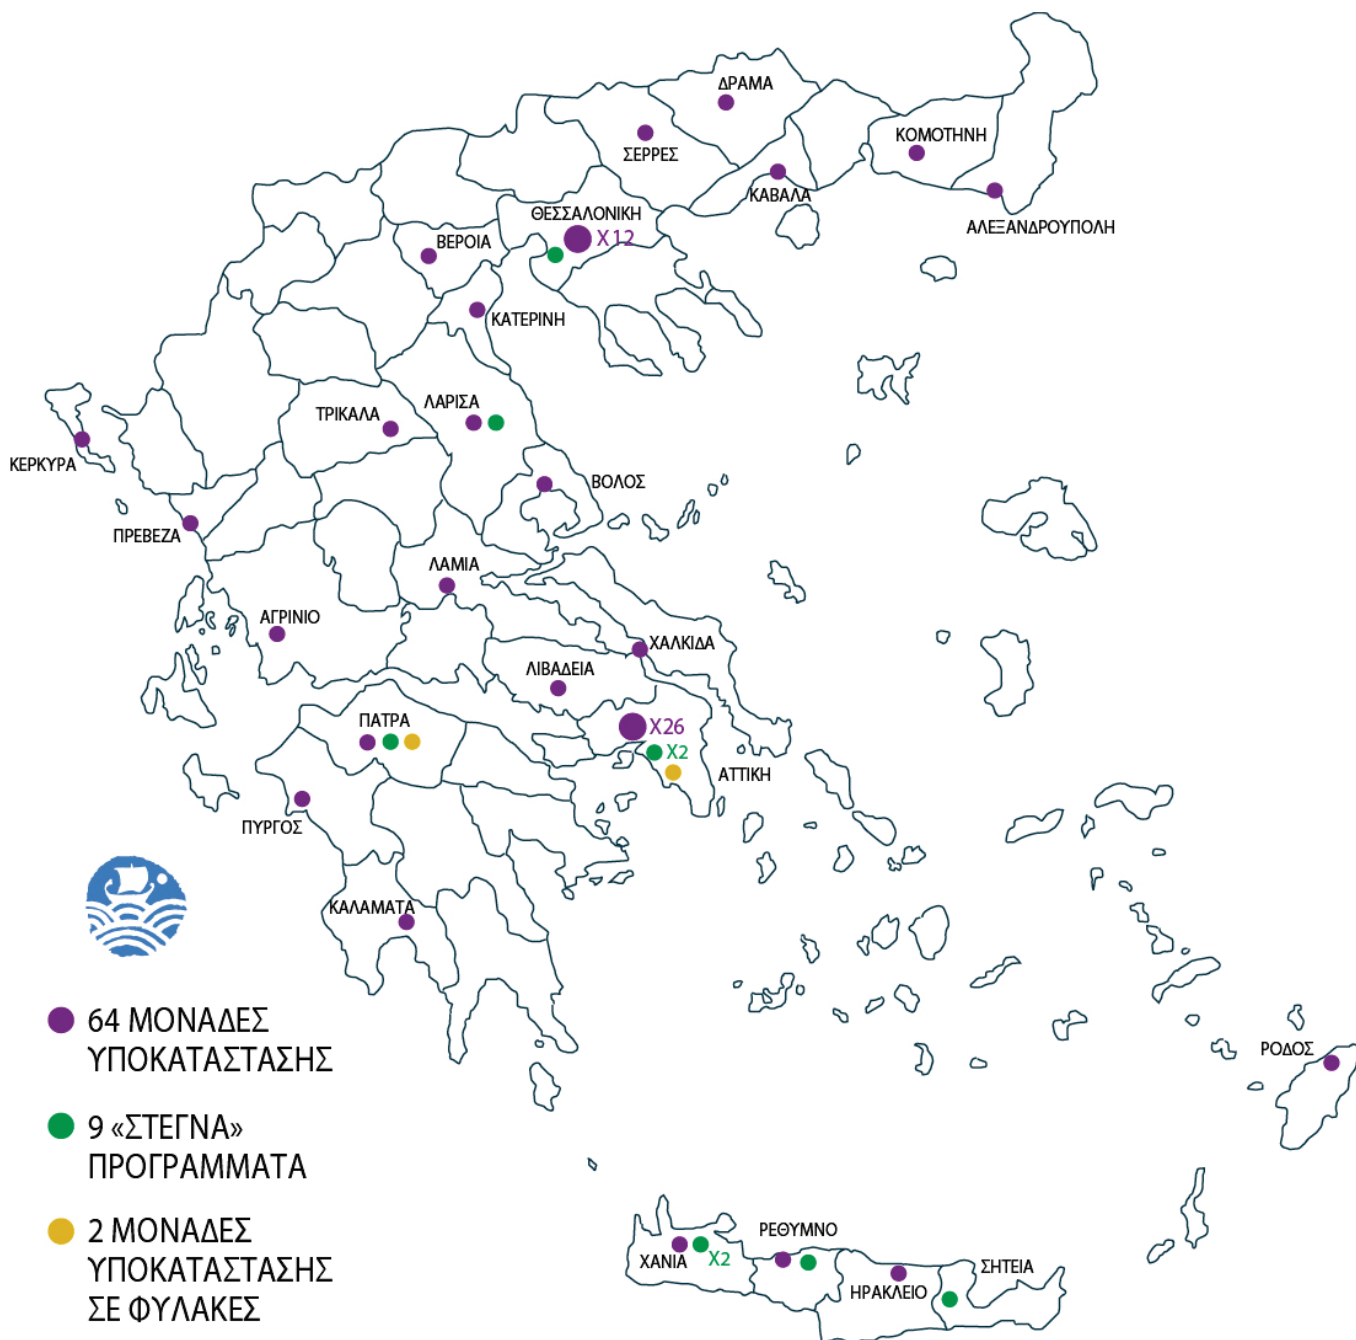 ΔΡΑΜΑ
ΚΟΜΟΤΗΝΗ
ΣΕΡΡΕΣ
ΚΑΒΑΛΑ
ΘΕΣΣΑΛΟΝΙΚΗ
ΑΛΕΞΑΝΔΡΟΥΠΟΛΗ
X12
ΒΕΡΟΙΑ
ΚΑΤΕΡΙΝΗ
ΛΑΡΙΣΑ
ΤΡΙΚΑΛΑ
ΚΕΡΚΥΡΑ
ΒΟΛΟΣ
ΠΡΕΒΕΖΑ
ΛΑΜΙΑ
ΑΓΡΙΝΙΟ
ΧΑΛΚΙΔΑ
ΛΙΒΑΔΕΙΑ
ΠΑΤΡΑ
X26
X2
ΑΤΤΙΚΗ
ΠΥΡΓΟΣ
ΚΑΛΑΜΑΤΑ
64 ΜΟΝΑΔΕΣ
ΥΠΟΚΑΤΑΣΤΑΣΗΣ
9 «ΣΤΕΓΝΑ»
ΠΡΟΓΡΑΜΜΑΤΑ
2 ΜΟΝΑΔΕΣ
ΥΠΟΚΑΤΑΣΤΑΣΗΣ
ΣΕ ΦΥΛΑΚΕΣ
ΡΟΔΟΣ
ΡΕΘΥΜΝΟ
ΧΑΝΙΑ
X2
ΣΗΤΕΙΑ
ΗΡΑΚΛΕΙΟ